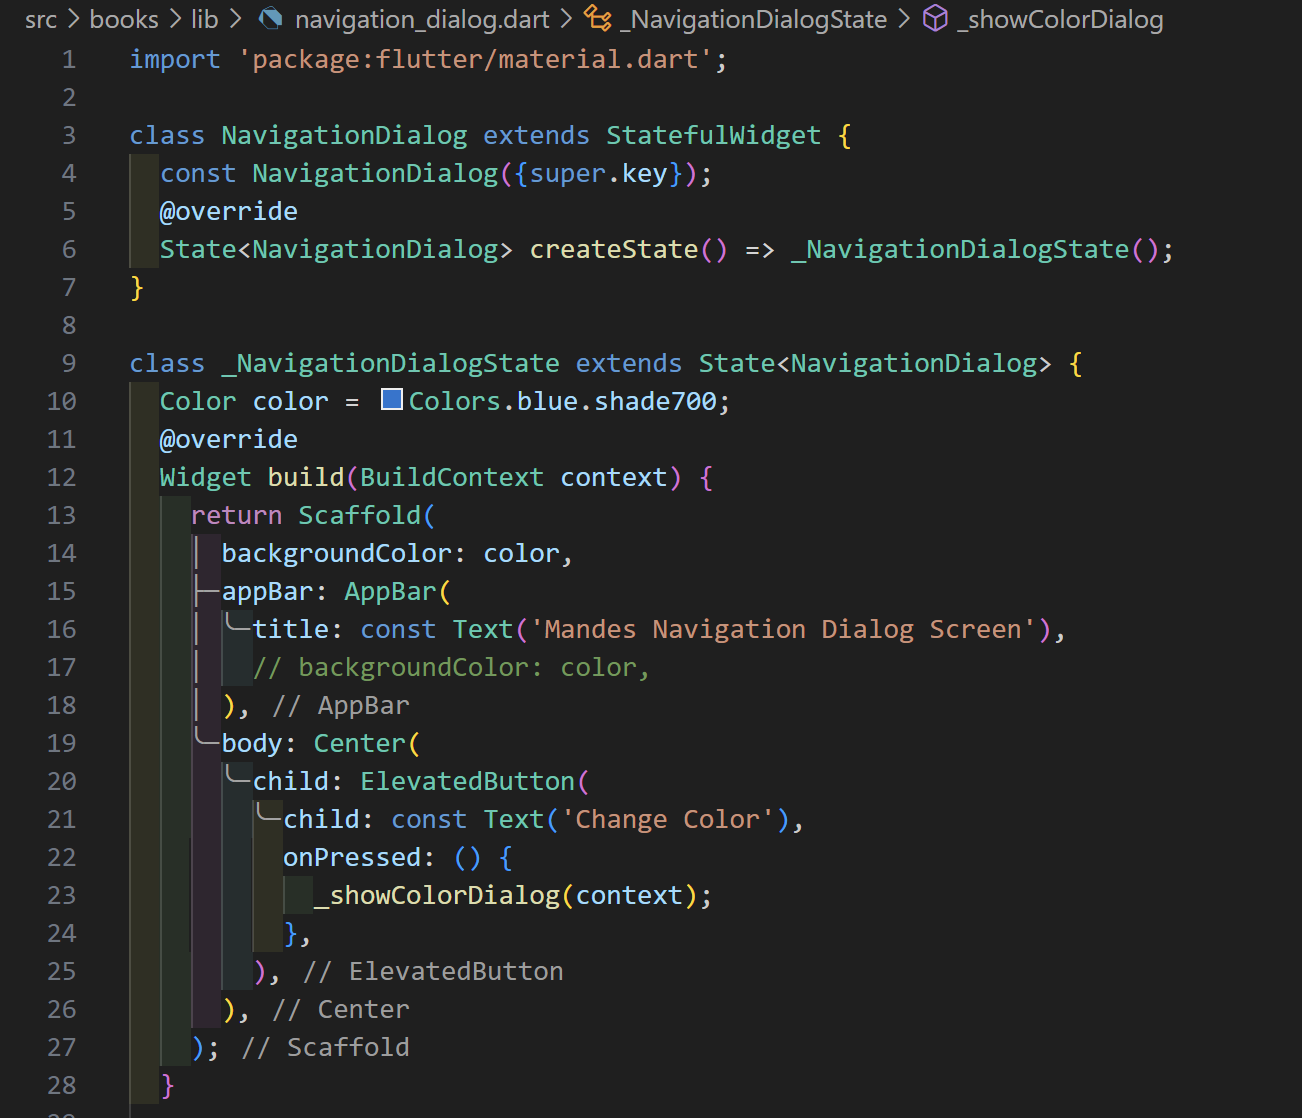 src > books > lib > navigation_dialog.dart > _NavigationDialogState > _showColorDialog
1 import 'package:flutter/material.dart';
2
3 class NavigationDialog extends StatefulWidget {
4 const NavigationDialog({super.key});
5 @override
6 State<NavigationDialog> createState() => _NavigationDialogState();
7 }
8
9 class _NavigationDialogState extends State<NavigationDialog> {
10 Color color = Colors.blue.shade700;
11 @override
12 Widget build(BuildContext context) {
13 return Scaffold(
14 backgroundColor: color,
15 appBar: AppBar(
16 title: const Text('Mandes Navigation Dialog Screen'),
17 // backgroundColor: color,
18 ), // AppBar
19 body: Center(
20 child: ElevatedButton(
21 child: const Text('Change Color'),
22 onPressed: () {
23 _showColorDialog(context);
24 },
25 ), // ElevatedButton
26 ), // Center
27 ); // Scaffold
28 }